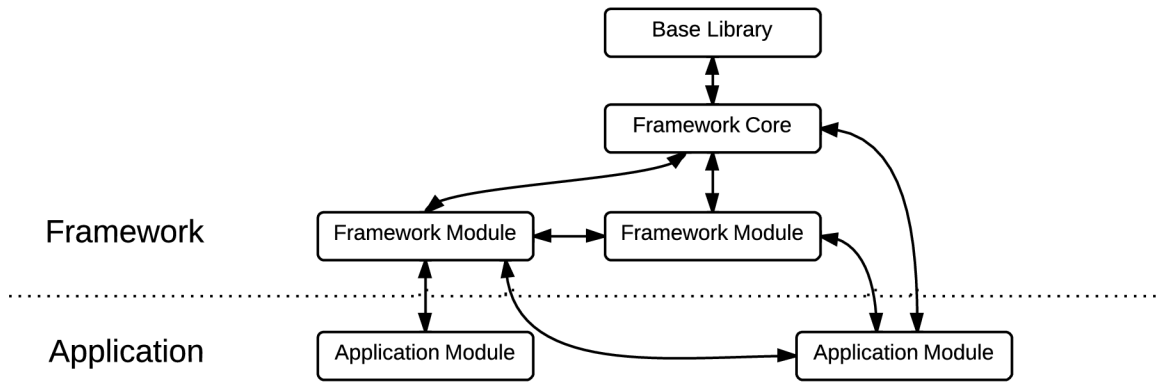 Base Library
Framework Core
Framework
Framework Module
Framework Module
Application
Application Module
Application Module